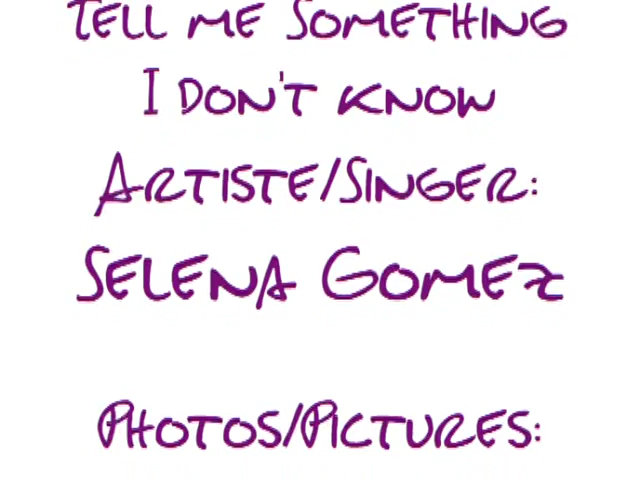 Tell me Something
I Don't know
Artiste/Singer:
Selena Gomez
Photos/Pictures: